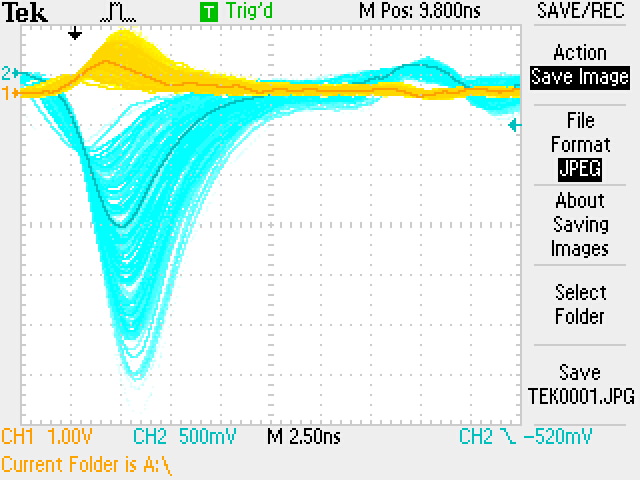 Tek T Trig'd M Pos: 9.800ns SAVE/REC
Action
Save Image
File
Format
JPEG
About
Saving
Images
Select
Folder
Save
TEK0001.JPG
2
1
CH1 1.00V CH2 500mV M 2.50ns CH2 \ -520mV
Current Folder is A:\